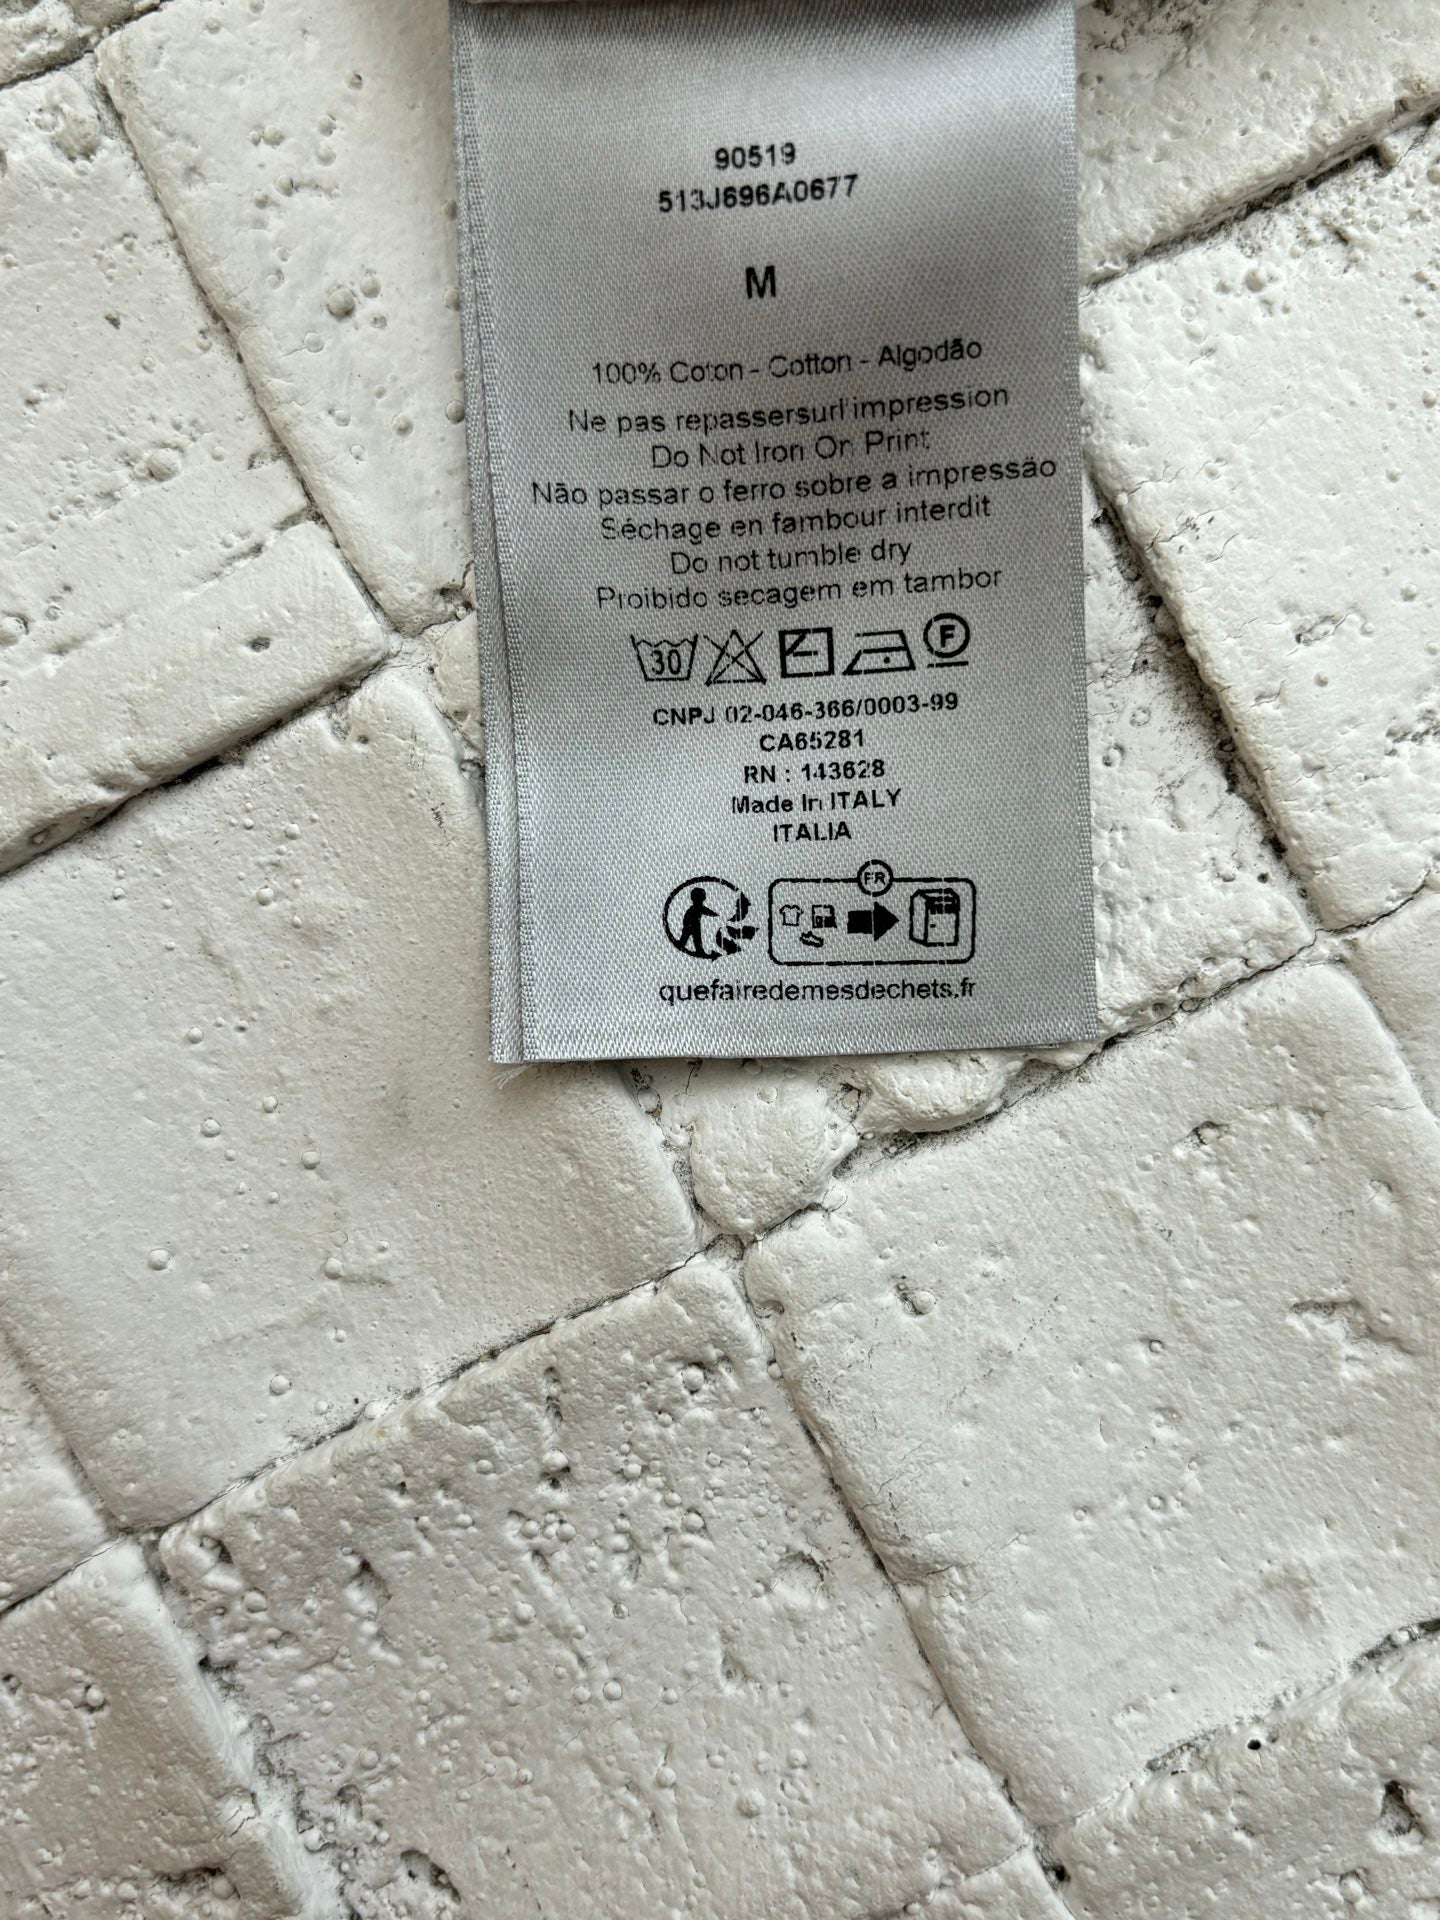 90519
513J696A0677
M
100% Coton - Cotton - Algodão
Ne pas repassersurl'impression
Do Not Iron On Print
Não passar o ferro sobre a impressão
Séchage en fambour interdit
Do not tumble dry
Proibido secagem em tambor
30 F
CNPJ 02-046-366/0003-99
CA65281
RN : 143628
Made In ITALY
ITALIA
FR
quefairedemesdechets.fr